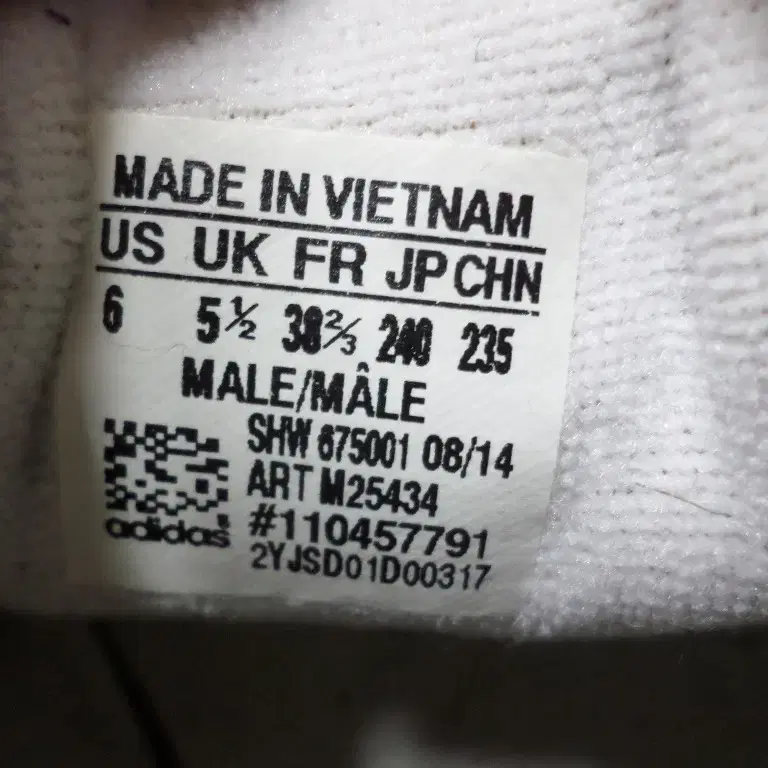 MADE IN VIETNAM
US UK FR JP CHN
6 5½ 38⅔ 240 235
MALE/MÂLE
SHW 675001 08/14
ART M25434
#110457791
adidas
2YJSD01D00317